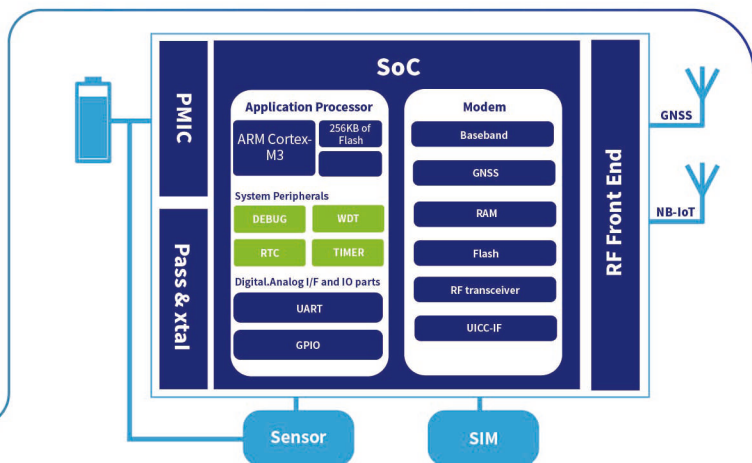 SoC
PMIC
Pass & xtal
Application Processor
ARM Cortex-
M3
256KB of
Flash
System Peripherals
DEBUG
WDT
RTC
TIMER
Digital.Analog I/F and IO parts
UART
GPIO
Modem
Baseband
GNSS
RAM
Flash
RF transceiver
UICC-IF
RF Front End
GNSS
NB-IoT
Sensor
SIM